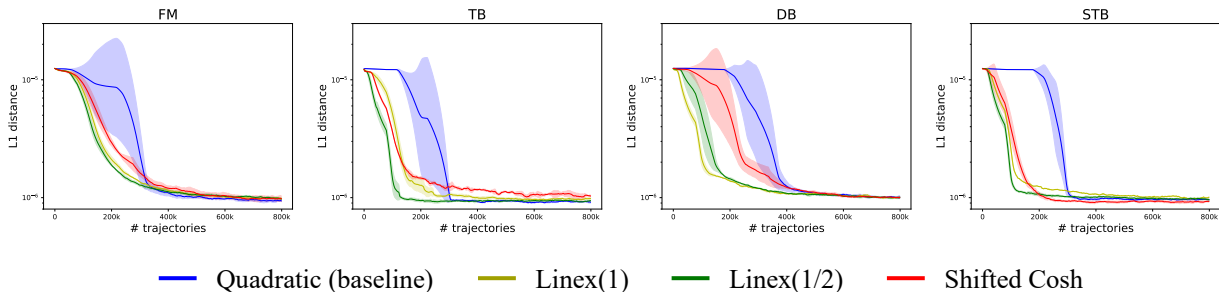 FM
L1 distance
10⁻⁵
10⁻⁶
0
200k
400k
600k
800k
# trajectories
TB
L1 distance
10⁻⁵
10⁻⁶
0
200k
400k
600k
800k
# trajectories
DB
L1 distance
10⁻⁵
10⁻⁶
0
200k
400k
600k
800k
# trajectories
STB
L1 distance
10⁻⁵
10⁻⁶
0
200k
400k
600k
800k
# trajectories
Quadratic (baseline)
Linex(1)
Linex(1/2)
Shifted Cosh